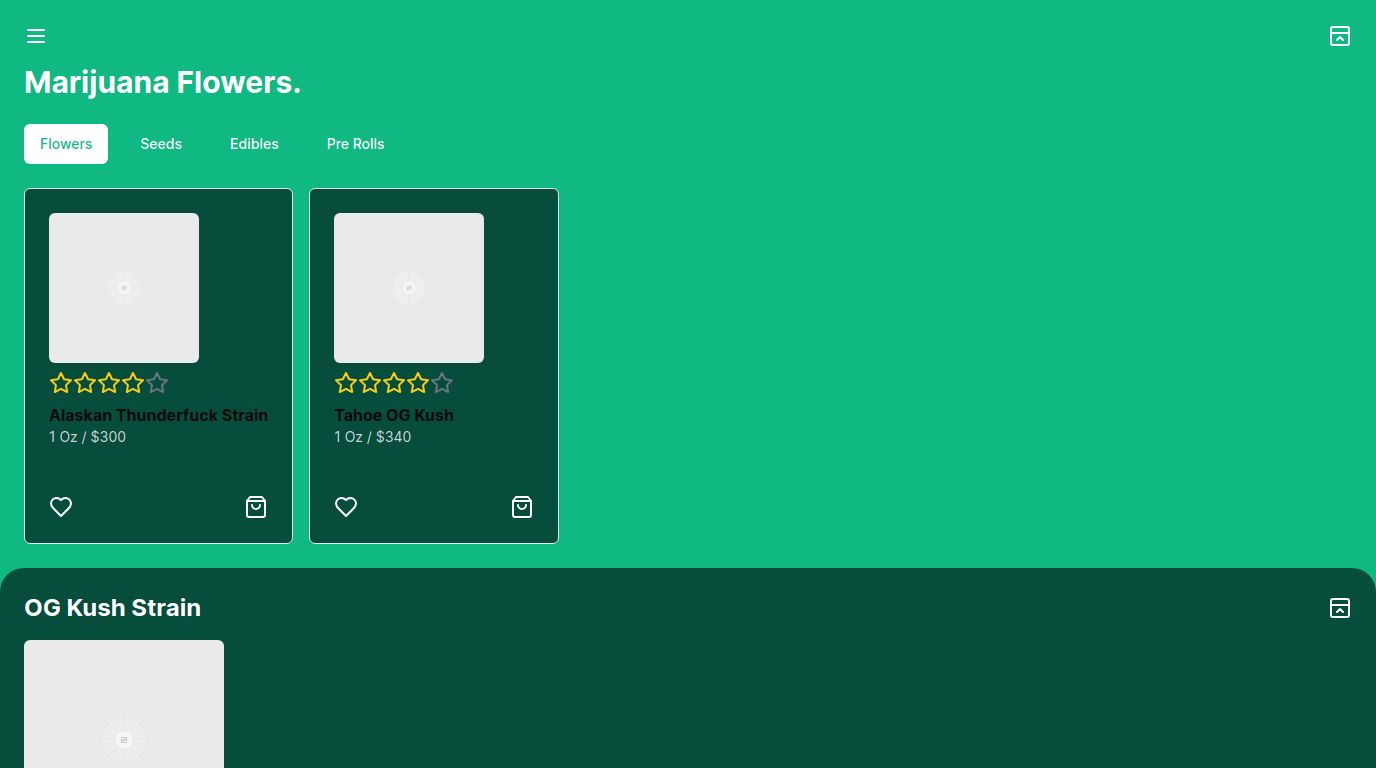 Marijuana Flowers.
Flowers Seeds Edibles Pre Rolls
Alaskan Thunderfuck Strain
1 Oz / $300
Tahoe OG Kush
1 Oz / $340
OG Kush Strain